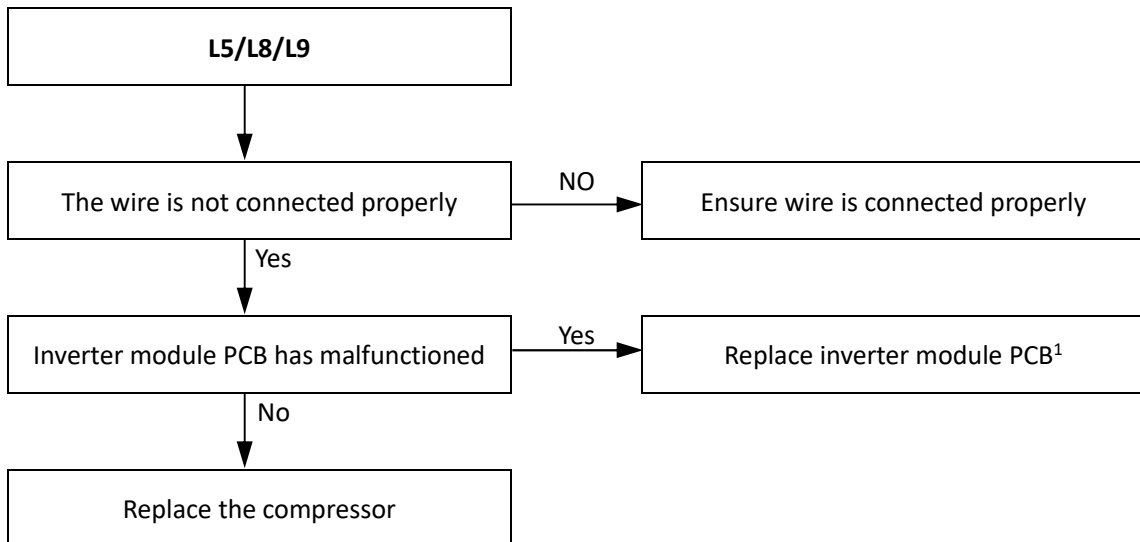 L5/L8/L9
The wire is not connected properly
NO
Ensure wire is connected properly
Yes
Inverter module PCB has malfunctioned
Yes
Replace inverter module PCB¹
No
Replace the compressor